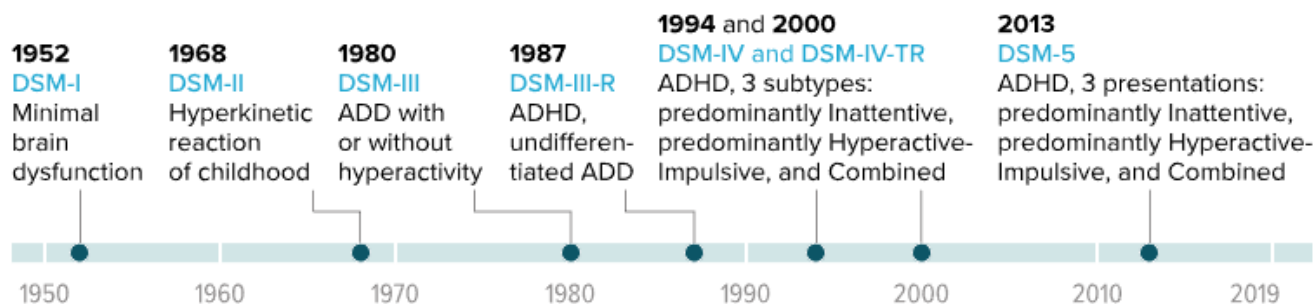 1952
DSM-I
Minimal
brain
dysfunction
1968
DSM-II
Hyperkinetic
reaction
of childhood
1980
DSM-III
ADD with
or without
hyperactivity
1987
DSM-III-R
ADHD,
undifferen-
tiated ADD
1994 and 2000
DSM-IV and DSM-IV-TR
ADHD, 3 subtypes:
predominantly Inattentive,
predominantly Hyperactive-
Impulsive, and Combined
2013
DSM-5
ADHD, 3 presentations:
predominantly Inattentive,
predominantly Hyperactive-
Impulsive, and Combined
1950 1960 1970 1980 1990 2000 2010 2019